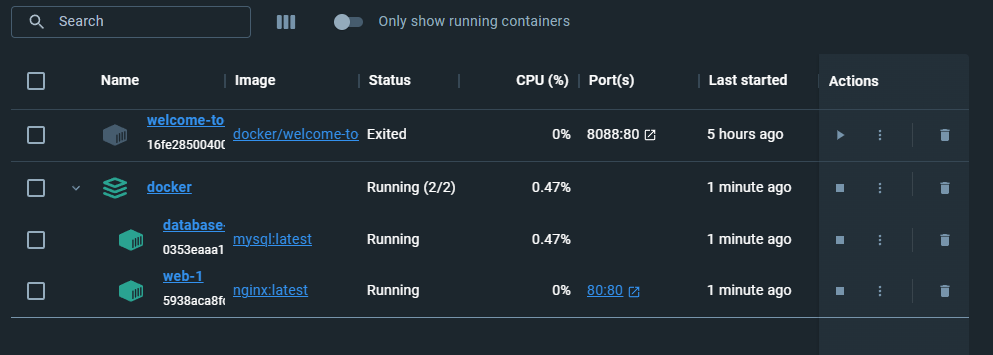 Search
Only show running containers
Name Image Status CPU (%) Port(s) Last started Actions
welcome-to docker/welcome-to Exited 0% 8088:80 5 hours ago
16fe28500400
docker Running (2/2) 0.47% 1 minute ago
database- mysql:latest Running 0.47% 1 minute ago
0353eaaa1
web-1 nginx:latest Running 0% 80:80 1 minute ago
5938aca8fc